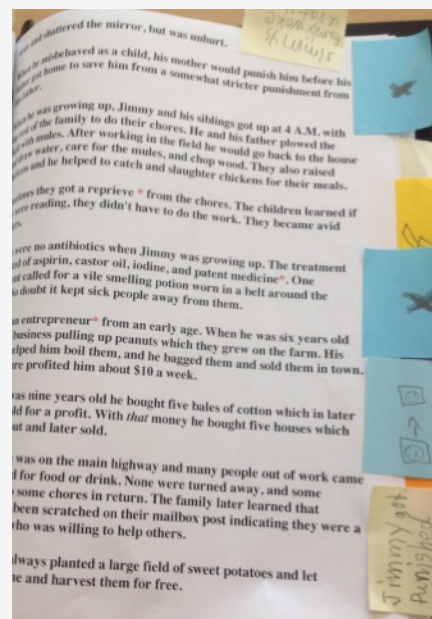 and shattered the mirror, but was unhurt.
he misbehaved as a child, his mother would punish him before his
got home to save him from a somewhat stricter punishment from
father.
he was growing up, Jimmy and his siblings got up at 4 A.M. with
rest of the family to do their chores. He and his father plowed the
with mules. After working in the field he would go back to the house
draw water, care for the mules, and chop wood. They also raised
and he helped to catch and slaughter chickens for their meals.
they got a reprieve * from the chores. The children learned if
were reading, they didn't have to do the work. They became avid
were no antibiotics when Jimmy was growing up. The treatment
of aspirin, castor oil, iodine, and patent medicine*. One
called for a vile smelling potion worn in a belt around the
doubt it kept sick people away from them.
entrepreneur* from an early age. When he was six years old
business pulling up peanuts which they grew on the farm. His
helped him boil them, and he bagged them and sold them in town.
profited him about $10 a week.
was nine years old he bought five bales of cotton which in later
for a profit. With that money he bought five houses which
and later sold.
was on the main highway and many people out of work came
for food or drink. None were turned away, and some
some chores in return. The family later learned that
been scratched on their mailbox post indicating they were a
who was willing to help others.
always planted a large field of sweet potatoes and let
and harvest them for free.
Jimmy got